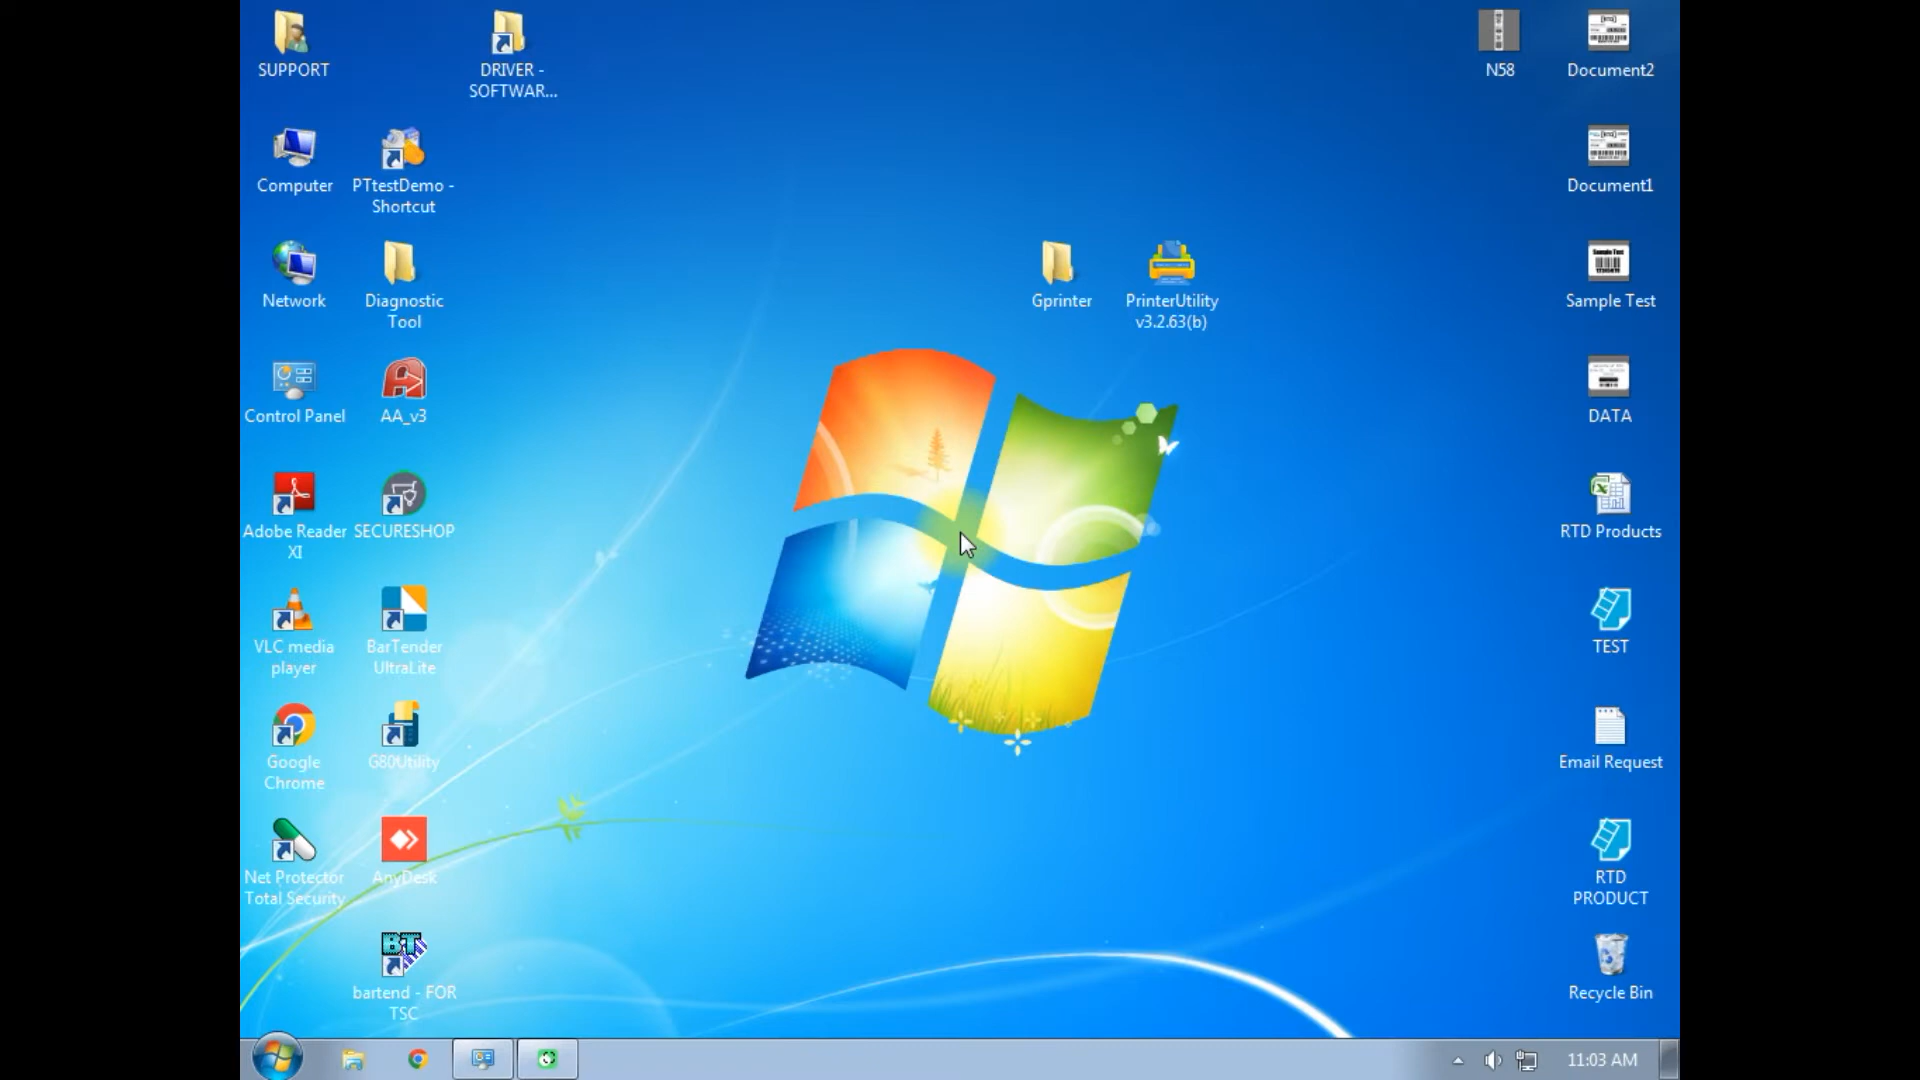 SUPPORT
DRIVER -
SOFTWAR...
N58
Document2
Computer
PTtestDemo -
Shortcut
Document1
Network
Diagnostic
Tool
Gprinter
PrinterUtility
v3.2.63(b)
Sample Test
Control Panel
AA_v3
DATA
Adobe Reader
XI
SECURESHOP
RTD Products
VLC media
player
BarTender
UltraLite
TEST
Google
Chrome
G80Utility
Email Request
Net Protector
Total Security
AnyDesk
RTD
PRODUCT
BT
bartend - FOR
TSC
Recycle Bin
11:03 AM